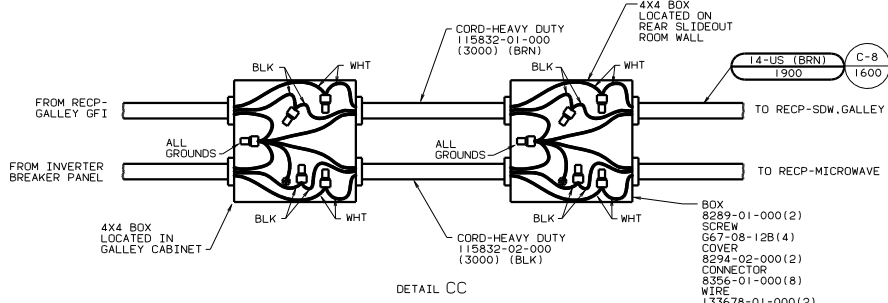 4X4 BOX
LOCATED ON
REAR SLIDEOUT
ROOM WALL
CORD-HEAVY DUTY
115832-01-000
(3000) (BRN)
14-US (BRN)
1900
C-8
1600
BLK
WHT
BLK
WHT
FROM RECP-
GALLEY GFI
TO RECP-SDW,GALLEY
ALL
GROUNDS
ALL
GROUNDS
FROM INVERTER
BREAKER PANEL
TO RECP-MICROWAVE
BLK
WHT
BLK
WHT
4X4 BOX
LOCATED IN
GALLEY CABINET
CORD-HEAVY DUTY
115832-02-000
(3000) (BLK)
BOX
8289-01-000(2)
SCREW
G67-08-12B(4)
COVER
8294-02-000(2)
CONNECTOR
8356-01-000(8)
WIRE
133678-01-000(2)
DETAIL CC